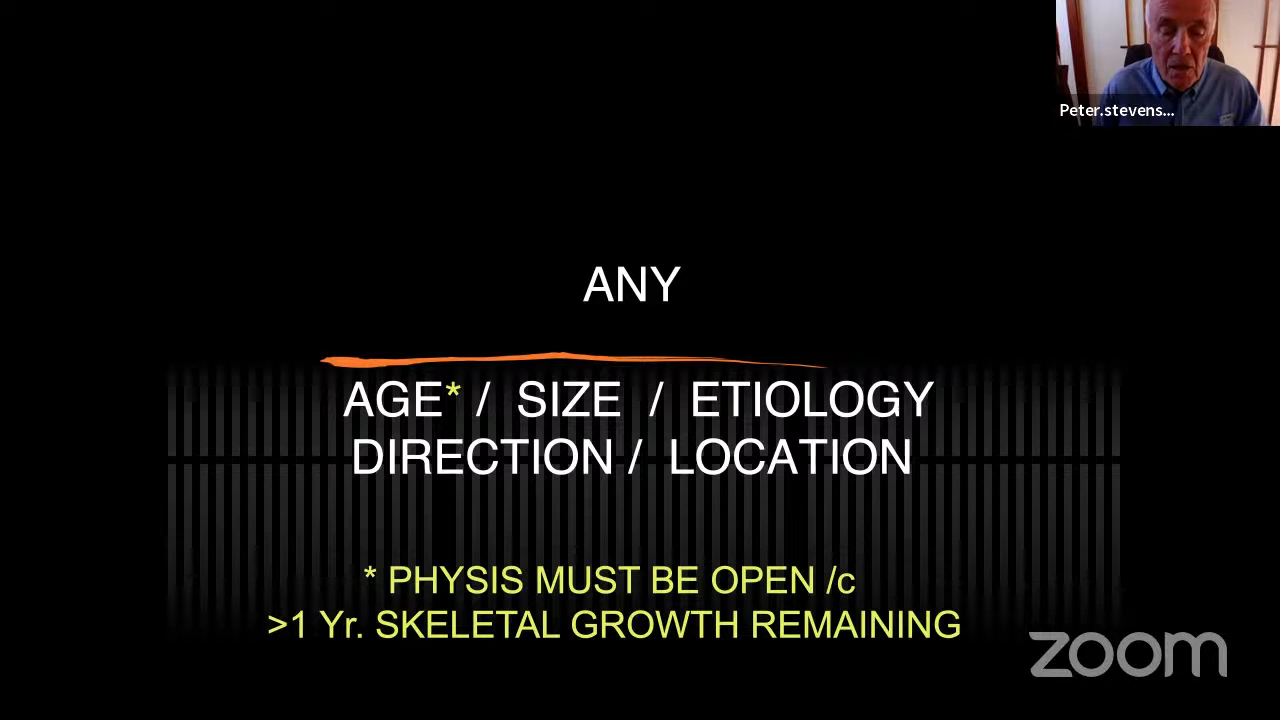 Peter.stevens...
ANY
AGE* / SIZE / ETIOLOGY
DIRECTION / LOCATION
* PHYSIS MUST BE OPEN /c
>1 Yr. SKELETAL GROWTH REMAINING
zoom